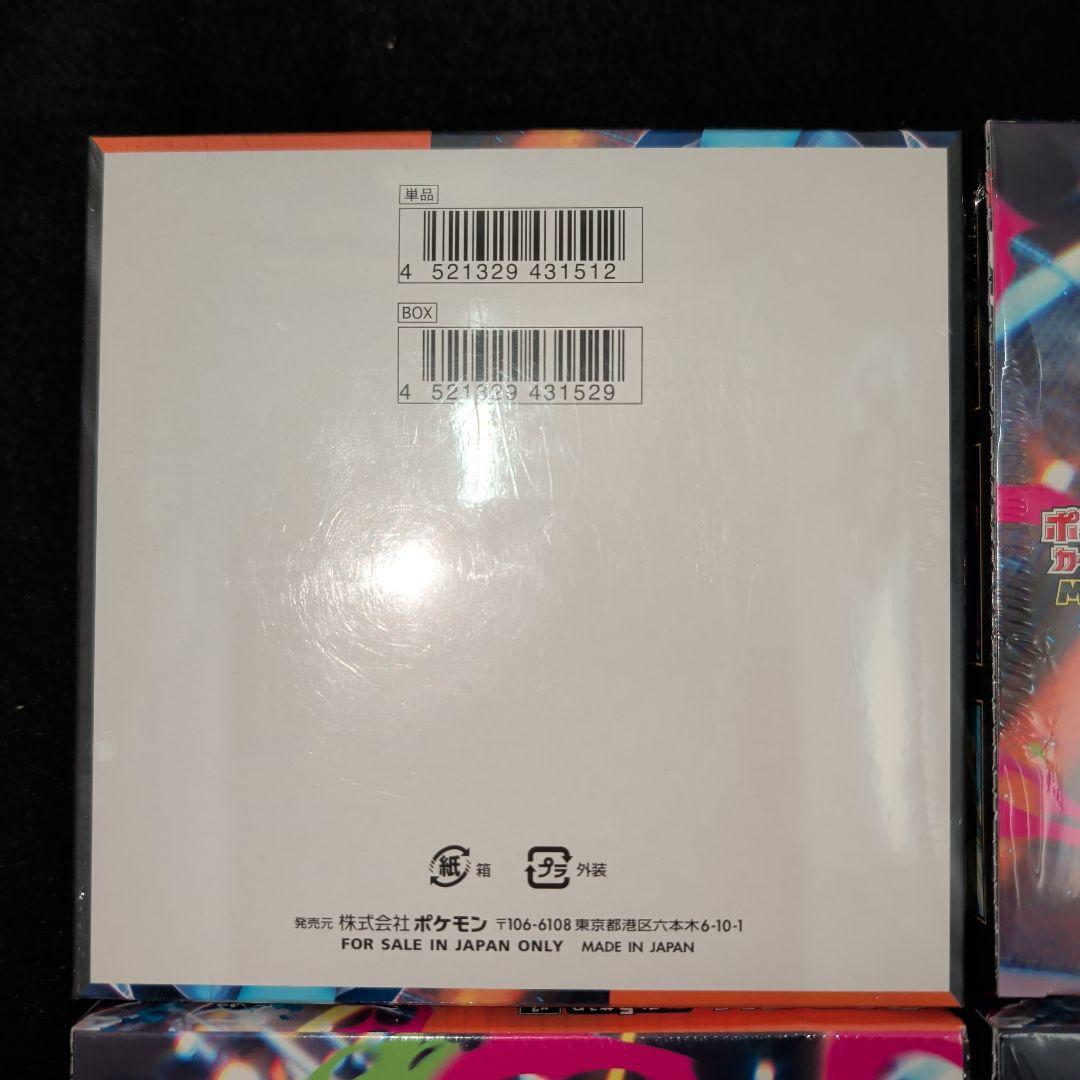 単品
4 521329 431512
BOX
4 521329 431529
紙 箱 プラ 外装
発売元 株式会社 ポケモン 〒106-6108 東京都港区六本木6-10-1
FOR SALE IN JAPAN ONLY MADE IN JAPAN
ポ
カ
M